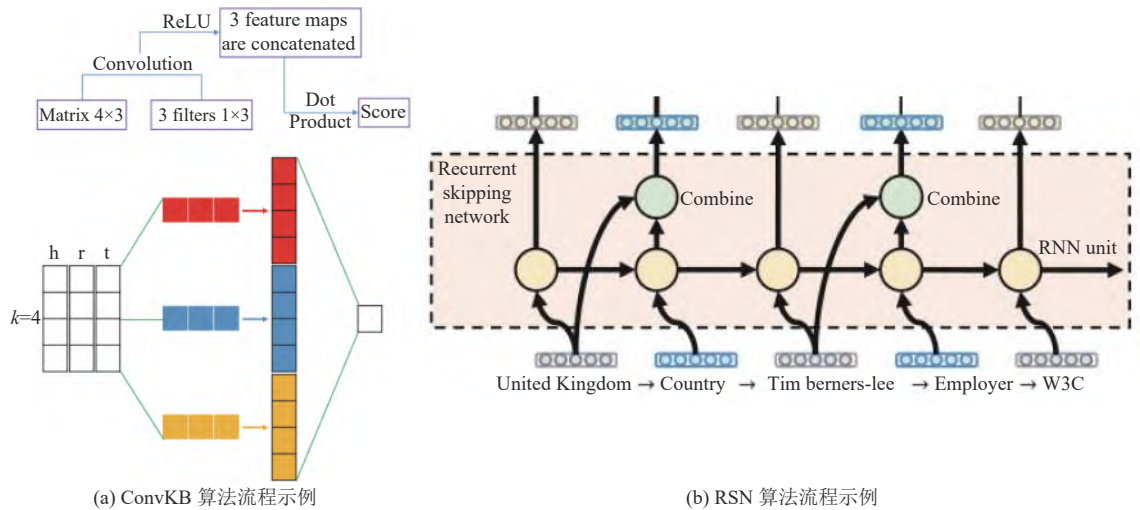 ReLU
3 feature maps
are concatenated
Convolution
Matrix 4×3
3 filters 1×3
Dot
Product
Score
h r t
k=4
(a) ConvKB 算法流程示例
Recurrent
skipping
network
Combine
Combine
RNN unit
United Kingdom → Country → Tim berners-lee → Employer → W3C
(b) RSN 算法流程示例